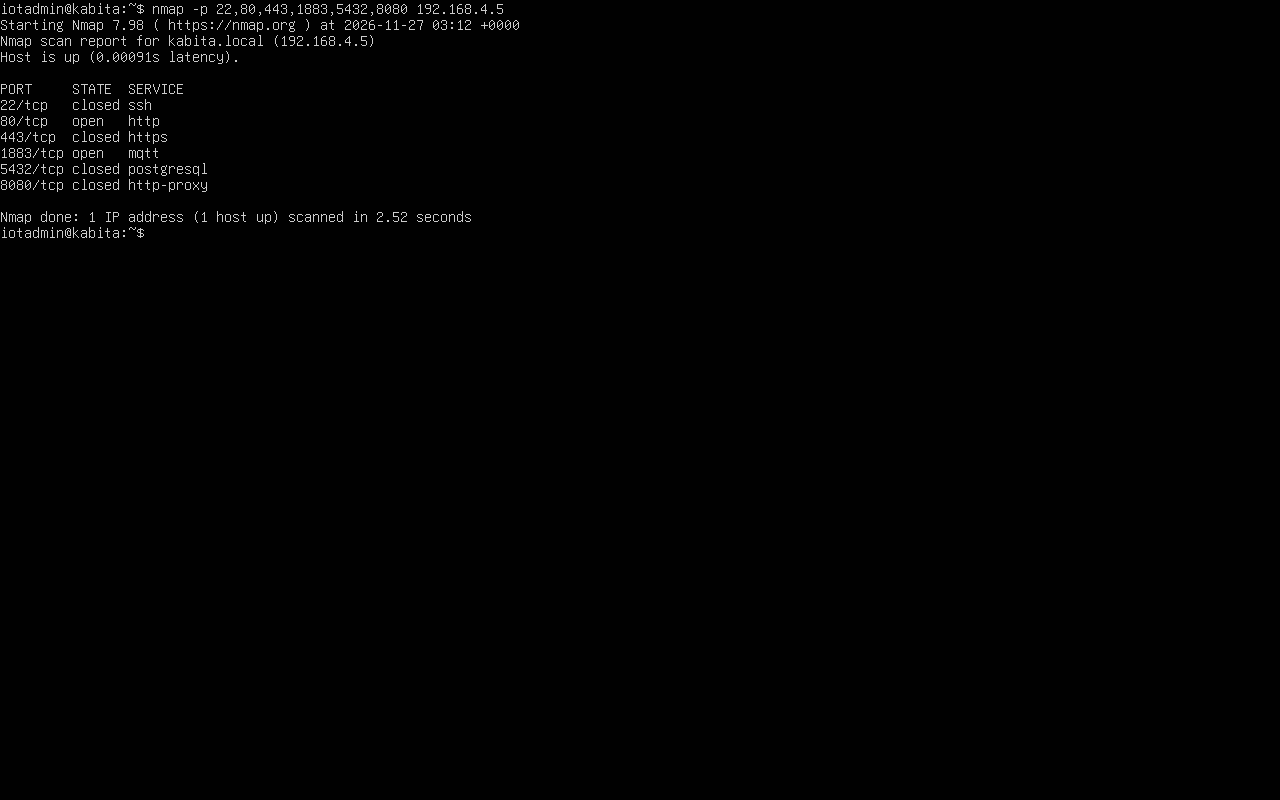 iotadmin@kabita:~$ nmap -p 22,80,443,1883,5432,8080 192.168.4.5
Starting Nmap 7.98 ( https://nmap.org ) at 2026-11-27 03:12 +0000
Nmap scan report for kabita.local (192.168.4.5)
Host is up (0.00091s latency).

PORT     STATE  SERVICE
22/tcp   closed ssh
80/tcp   open   http
443/tcp  closed https
1883/tcp open   mqtt
5432/tcp closed postgresql
8080/tcp closed http-proxy

Nmap done: 1 IP address (1 host up) scanned in 2.52 seconds
iotadmin@kabita:~$